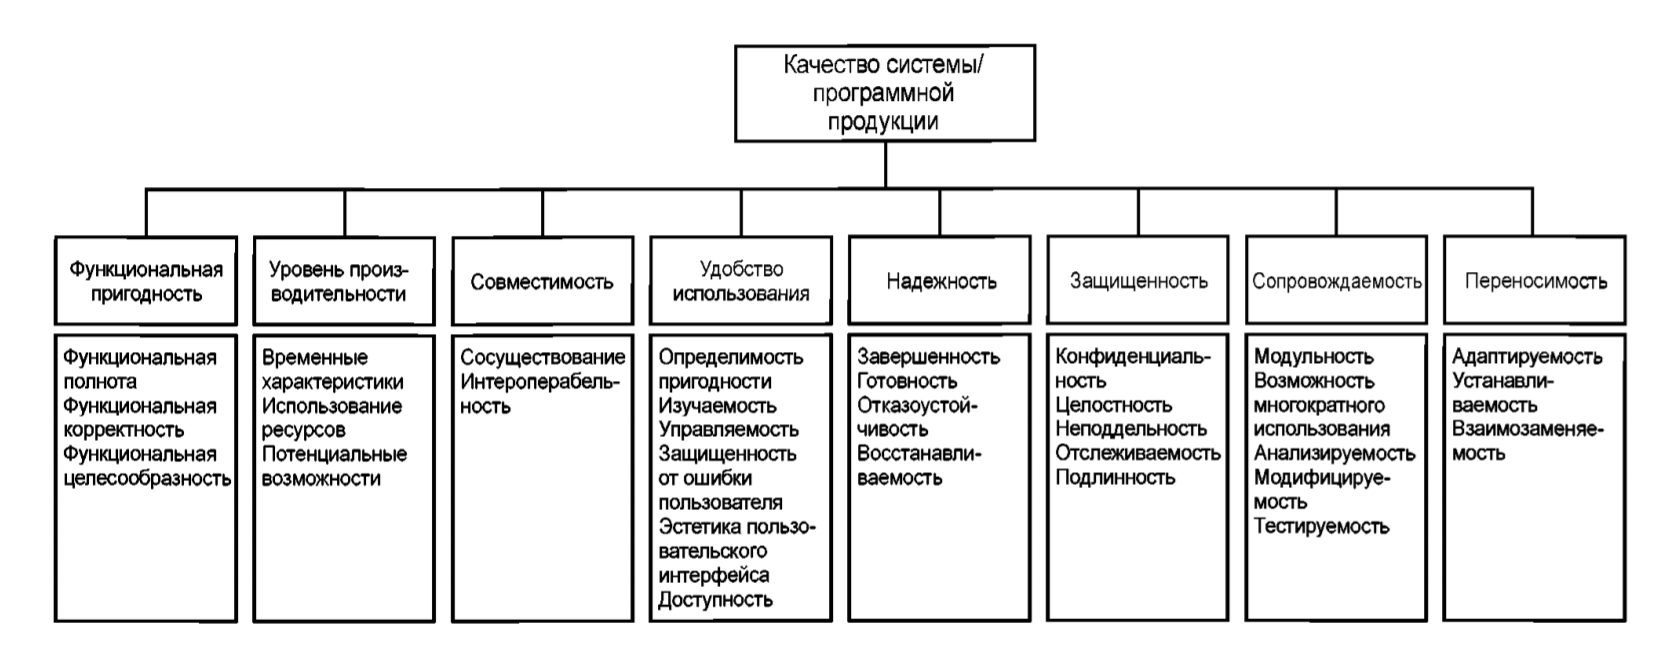 Качество системы/
программной
продукции
Функциональная
пригодность
Уровень произ-
водительности
Совместимость
Удобство
использования
Надежность
Защищенность
Сопровождаемость
Переносимость
Функциональная
полнота
Функциональная
корректность
Функциональная
целесообразность
Временные
характеристики
Использование
ресурсов
Потенциальные
возможности
Сосуществование
Интероперабель-
ность
Определимость
пригодности
Изучаемость
Управляемость
Защищенность
от ошибки
пользователя
Эстетика пользо-
вательского
интерфейса
Доступность
Завершенность
Готовность
Отказоустой-
чивость
Восстанавли-
ваемость
Конфиденциаль-
ность
Целостность
Неподдельность
Отслеживаемость
Подлинность
Модульность
Возможность
многократного
использования
Анализируемость
Модифицируе-
мость
Тестируемость
Адаптируемость
Устанавли-
ваемость
Взаимозаменяе-
мость